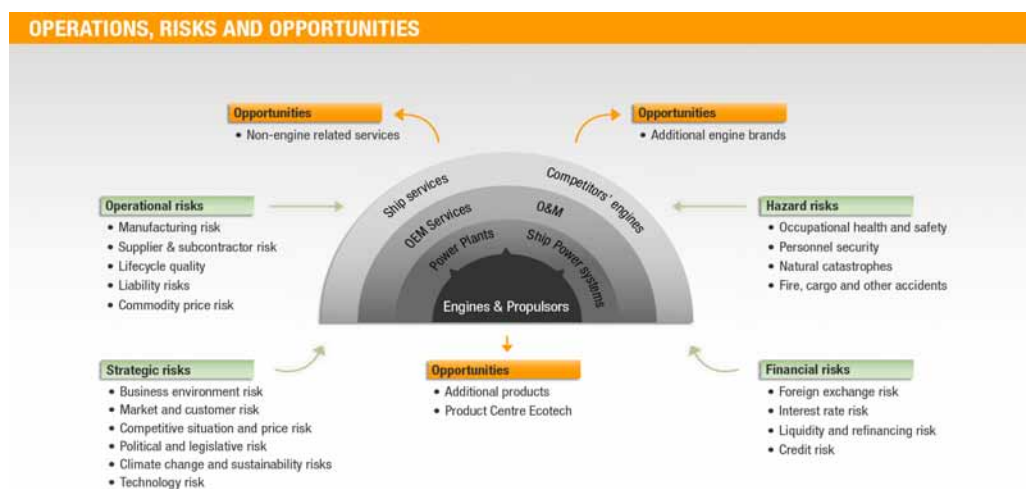 OPERATIONS, RISKS AND OPPORTUNITIES
Opportunities
• Non-engine related services
Opportunities
• Additional engine brands
Ship services
Competitors' engines
OEM Services
O&M
Power Plants
Ship Power systems
Engines & Propulsors
Operational risks
• Manufacturing risk
• Supplier & subcontractor risk
• Lifecycle quality
• Liability risks
• Commodity price risk
Hazard risks
• Occupational health and safety
• Personnel security
• Natural catastrophes
• Fire, cargo and other accidents
Strategic risks
• Business environment risk
• Market and customer risk
• Competitive situation and price risk
• Political and legislative risk
• Climate change and sustainability risks
• Technology risk
Opportunities
• Additional products
• Product Centre Ecotech
Financial risks
• Foreign exchange risk
• Interest rate risk
• Liquidity and refinancing risk
• Credit risk